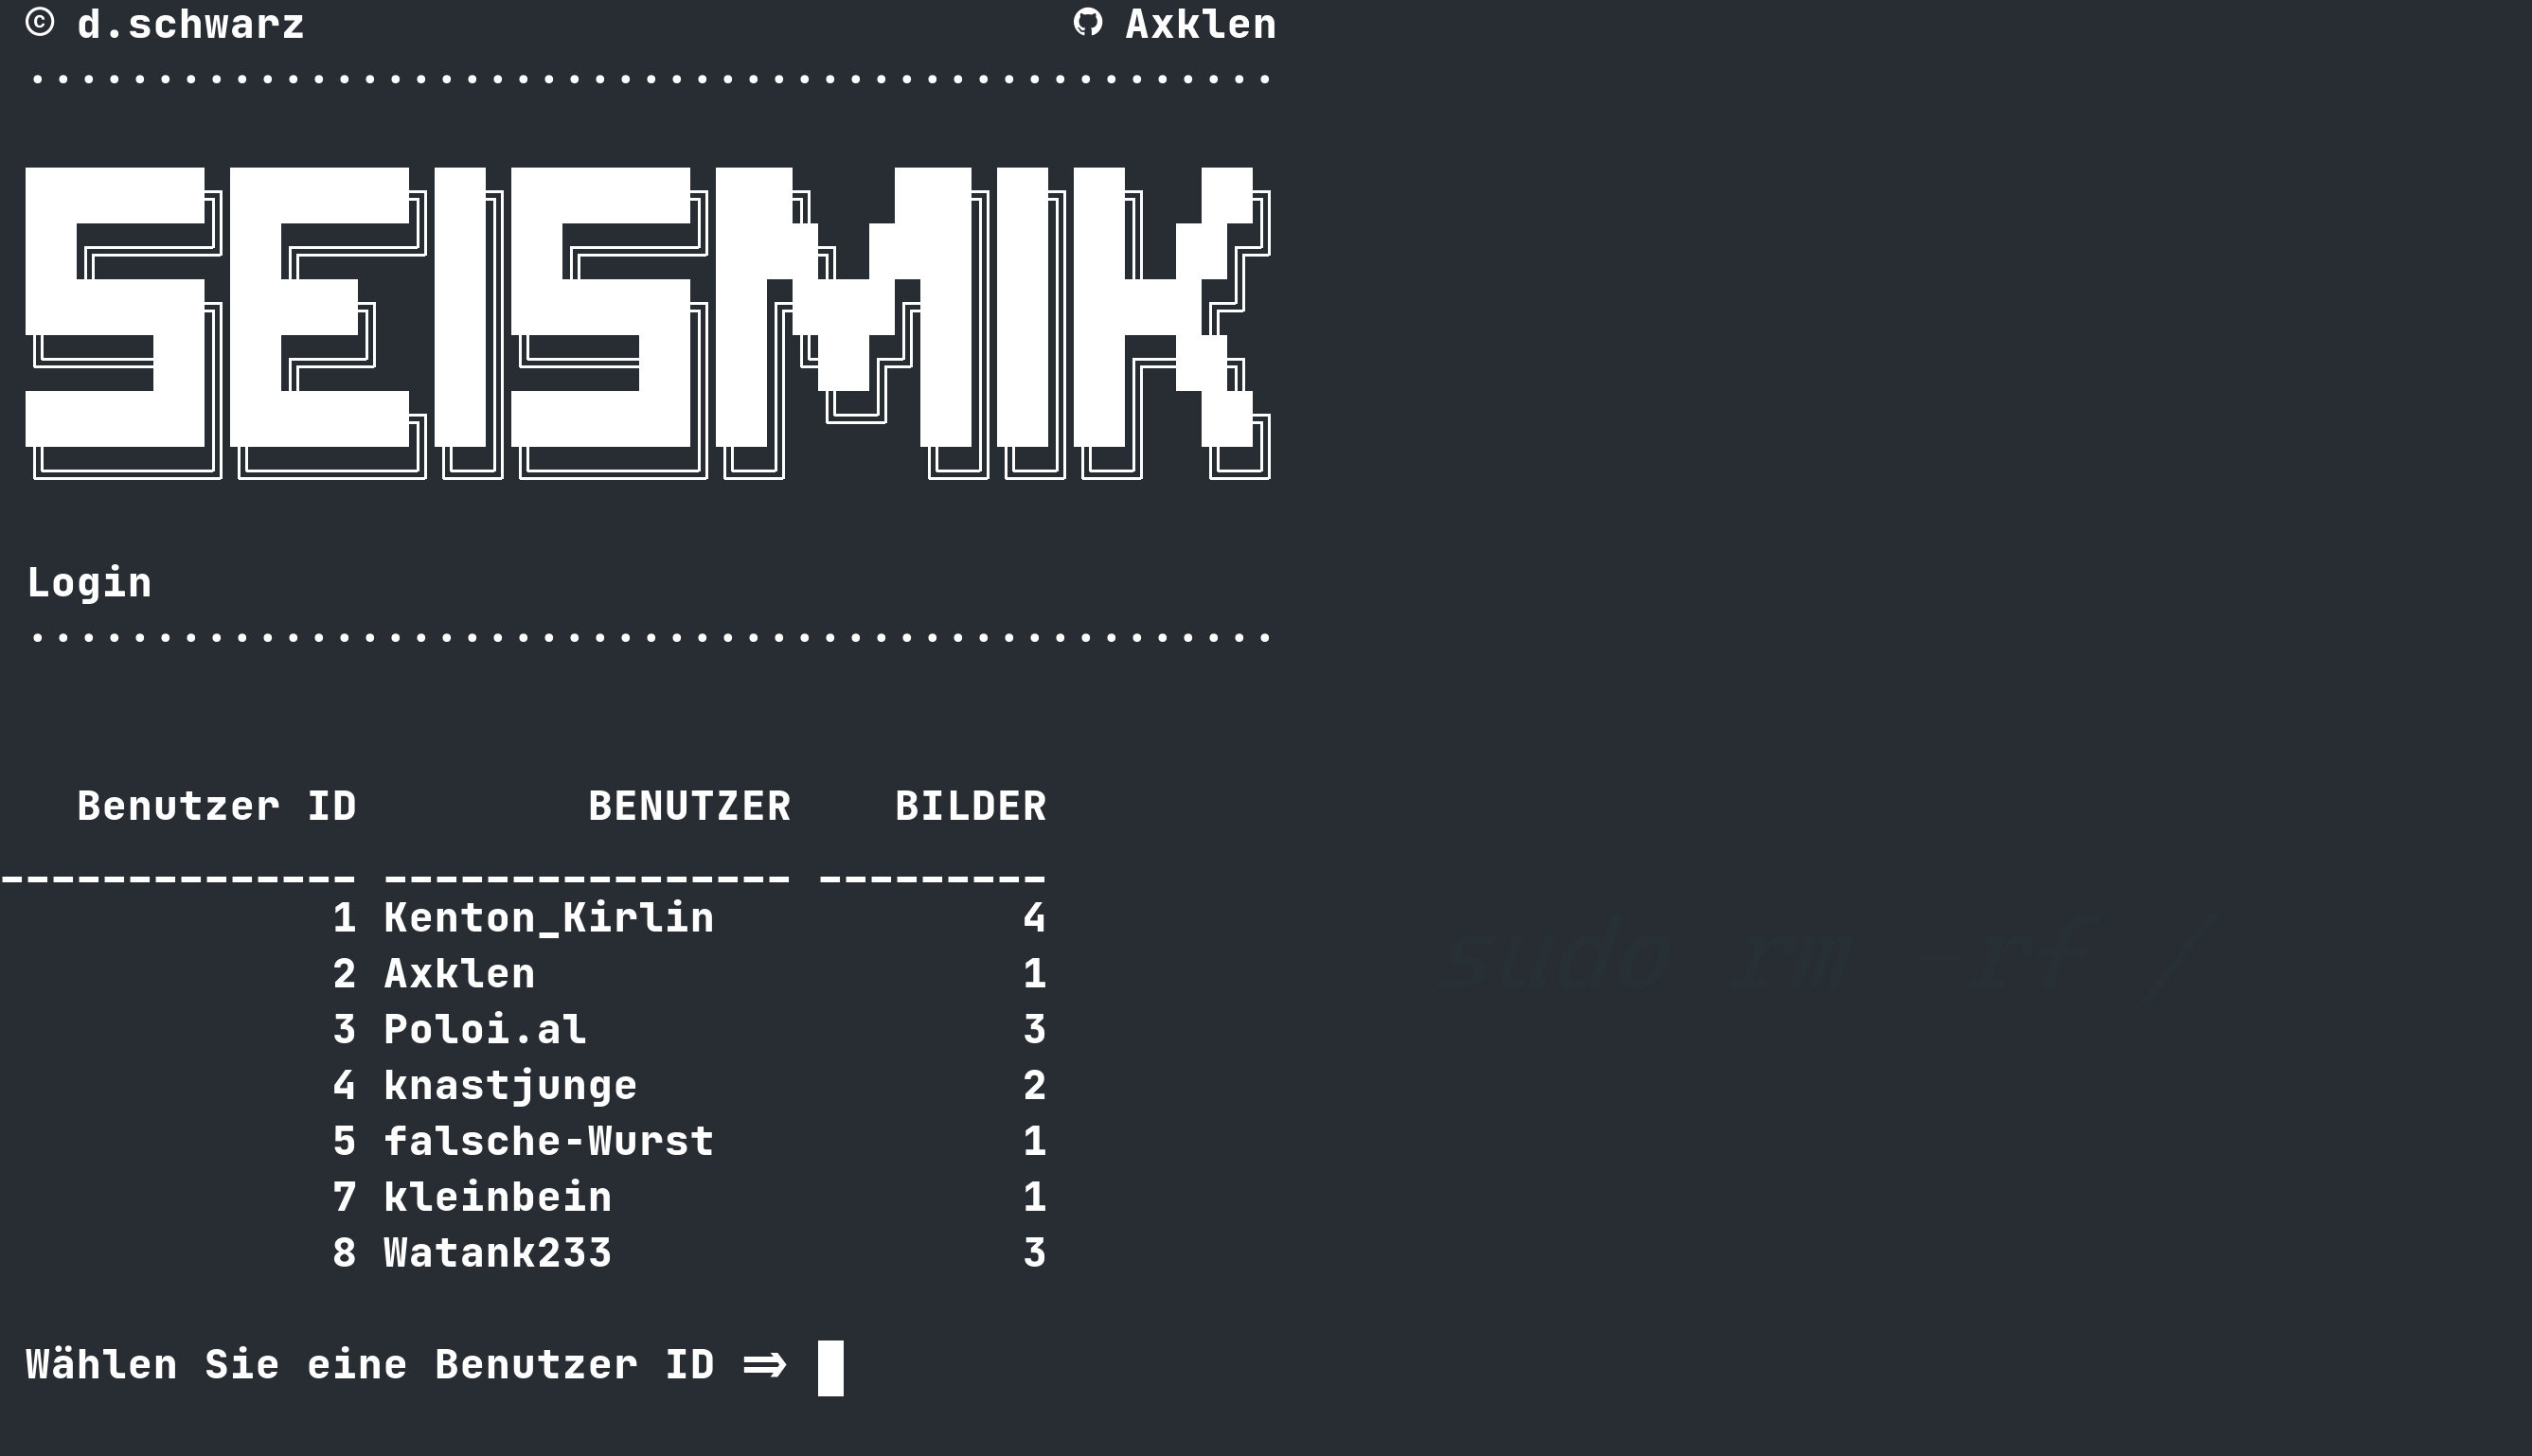 © d.schwarz Axklen
SEISMIK
Login
Benutzer ID BENUTZER BILDER
-------------- ---------------- ---------
1 Kenton_Kirlin 4
2 Axklen 1
3 Poloi.al 3
4 knastjunge 2
5 falsche-Wurst 1
7 kleinbein 1
8 Watank233 3
sudo rm -rf /
Wählen Sie eine Benutzer ID =>